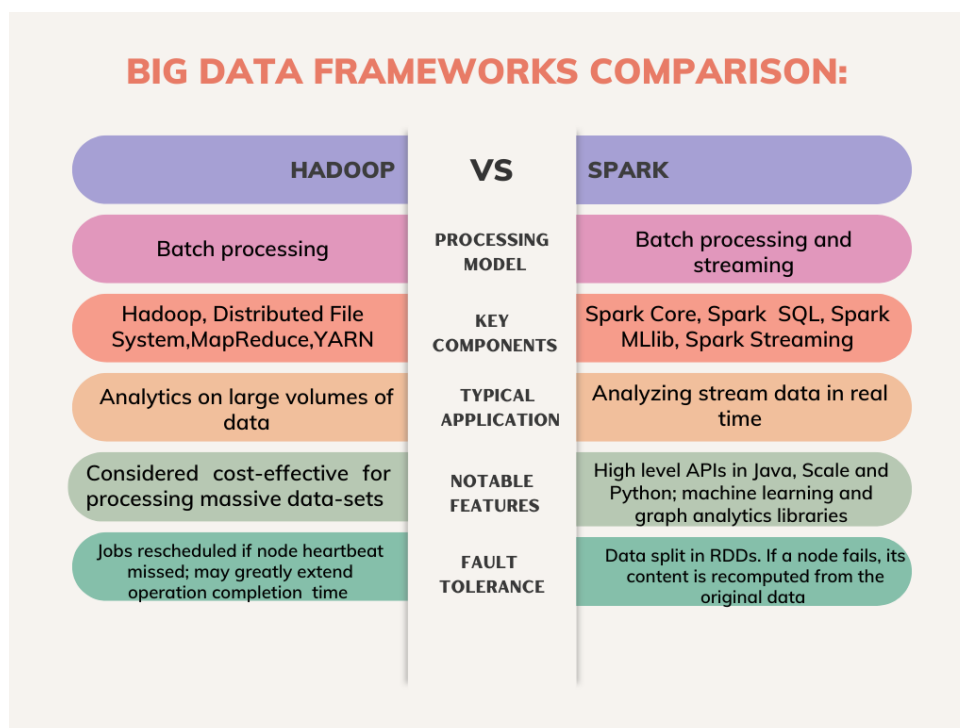 BIG DATA FRAMEWORKS COMPARISON:
HADOOP VS SPARK
Batch processing
PROCESSING
MODEL
Batch processing and
streaming
Hadoop, Distributed File
System,MapReduce,YARN
KEY
COMPONENTS
Spark Core, Spark SQL, Spark
MLlib, Spark Streaming
Analytics on large volumes of
data
TYPICAL
APPLICATION
Analyzing stream data in real
time
Considered cost-effective for
processing massive data-sets
NOTABLE
FEATURES
High level APIs in Java, Scale and
Python; machine learning and
graph analytics libraries
Jobs rescheduled if node heartbeat
missed; may greatly extend
operation completion time
FAULT
TOLERANCE
Data split in RDDs. If a node fails, its
content is recomputed from the
original data